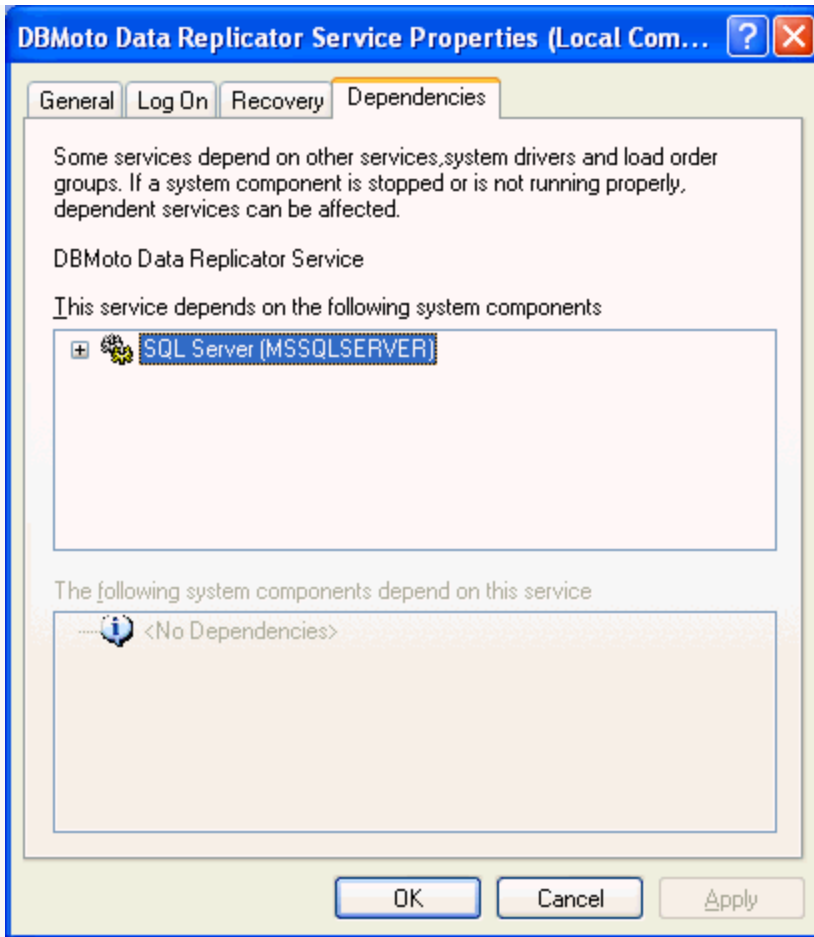 DBMoto Data Replicator Service Properties (Local Com...
General Log On Recovery Dependencies
Some services depend on other services,system drivers and load order
groups. If a system component is stopped or is not running properly,
dependent services can be affected.
DBMoto Data Replicator Service
This service depends on the following system components
SQL Server (MSSQLSERVER)
The following system components depend on this service
<No Dependencies>
OK Cancel Apply